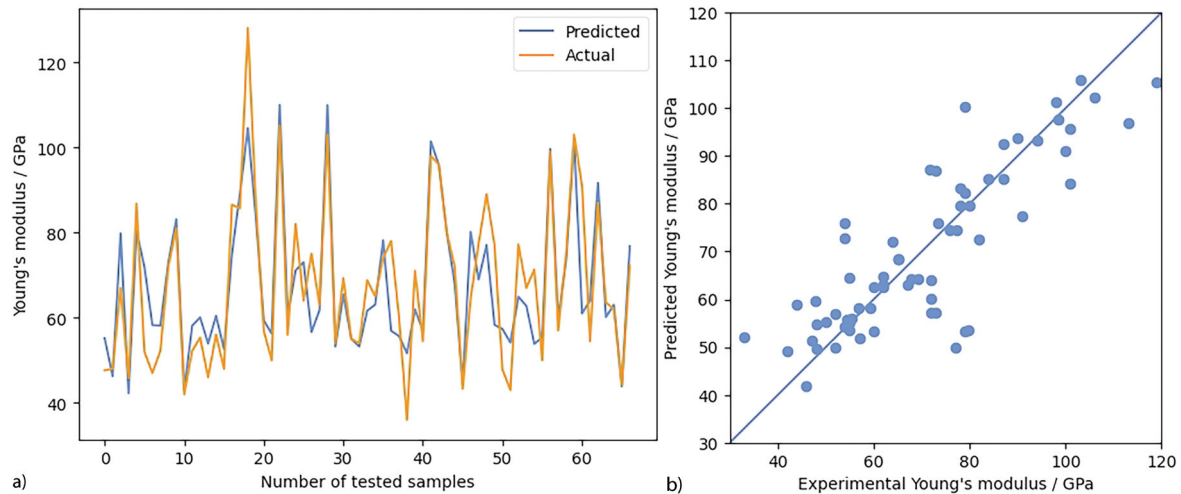 Predicted
Actual
120
100
80
60
40
Young's modulus / GPa
0 10 20 30 40 50 60
Number of tested samples
a)
120
110
100
90
80
70
60
50
40
30
Predicted Young's modulus / GPa
40 60 80 100 120
Experimental Young's modulus / GPa
b)